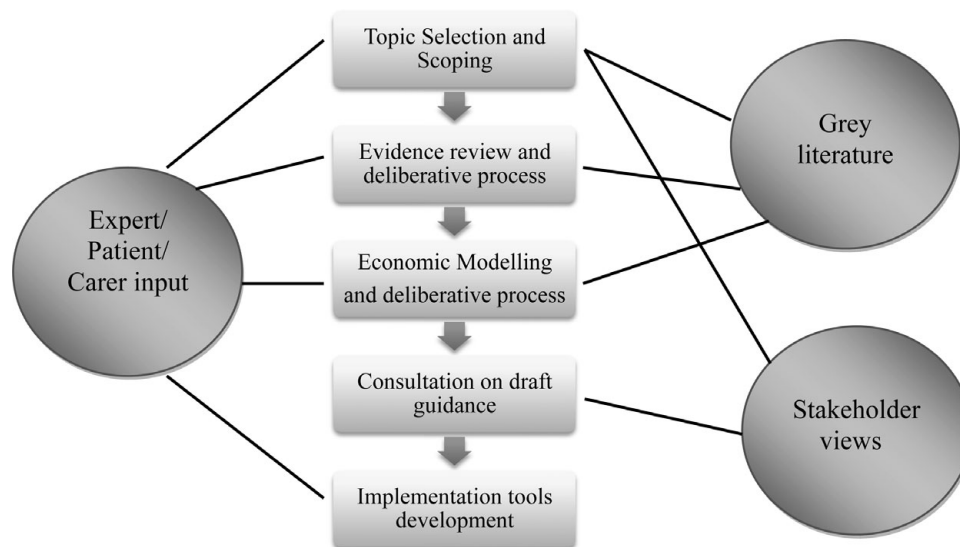 Topic Selection and
Scoping
Evidence review and
deliberative process
Economic Modelling
and deliberative process
Consultation on draft
guidance
Implementation tools
development
Expert/
Patient/
Carer input
Grey
literature
Stakeholder
views